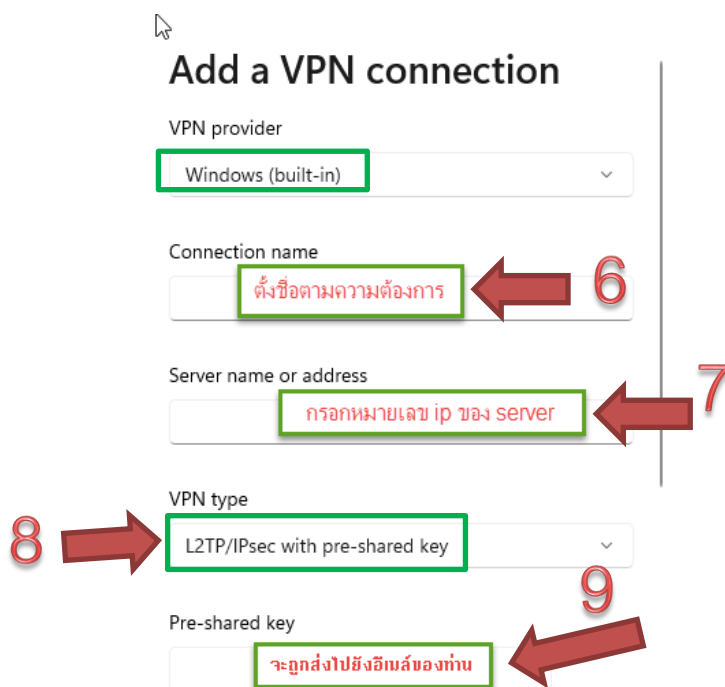 Add a VPN connection
VPN provider
Windows (built-in)
Connection name
ตั้งชื่อตามความต้องการ
6
Server name or address
7
กรอกหมายเลข ip ของ server
VPN type
8
L2TP/IPsec with pre-shared key
9
Pre-shared key
จะถูกส่งไปยังอีเมล์ของท่าน